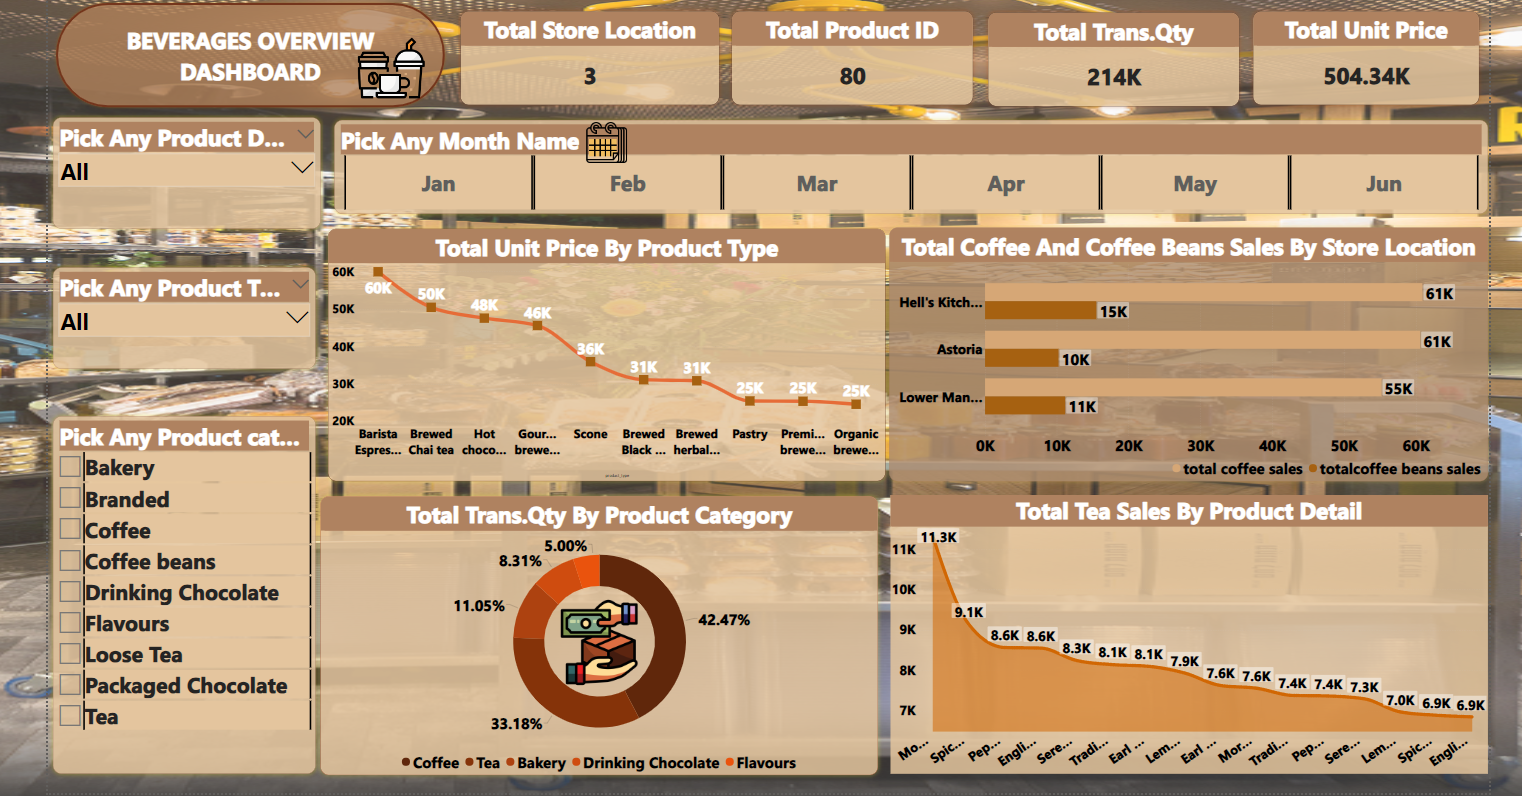 BEVERAGES OVERVIEW
DASHBOARD
Total Store Location
3
Total Product ID
80
Total Trans.Qty
214K
Total Unit Price
504.34K
Pick Any Product D...
All
Pick Any Month Name
Jan
Feb
Mar
Apr
May
Jun
Pick Any Product T...
All
Pick Any Product cat...
Bakery
Branded
Coffee
Coffee beans
Drinking Chocolate
Flavours
Loose Tea
Packaged Chocolate
Tea
Total Unit Price By Product Type
60K
50K
40K
30K
20K
60K
50K
48K
46K
36K
31K
31K
25K
25K
25K
Barista
Espres...
Brewed
Chai tea
Hot
choco...
Gour...
brewe...
Scone
Brewed
Black ...
Brewed
herbal...
Pastry
Premi...
brewe...
Organic
brewe...
product_type
Total Coffee And Coffee Beans Sales By Store Location
Hell's Kitch...
61K
15K
Astoria
61K
10K
Lower Man...
55K
11K
0K
10K
20K
30K
40K
50K
60K
total coffee sales
totalcoffee beans sales
Total Trans.Qty By Product Category
5.00%
8.31%
11.05%
42.47%
33.18%
Coffee
Tea
Bakery
Drinking Chocolate
Flavours
Total Tea Sales By Product Detail
11K
10K
9K
8K
7K
11.3K
9.1K
8.6K
8.6K
8.3K
8.1K
8.1K
7.9K
7.6K
7.6K
7.4K
7.4K
7.3K
7.0K
6.9K
6.9K
Mo...
Spic...
Pep...
Engli...
Sere...
Tradi...
Earl ...
Lem...
Earl ...
Mor...
Tradi...
Pep...
Sere...
Lem...
Spic...
Engli...